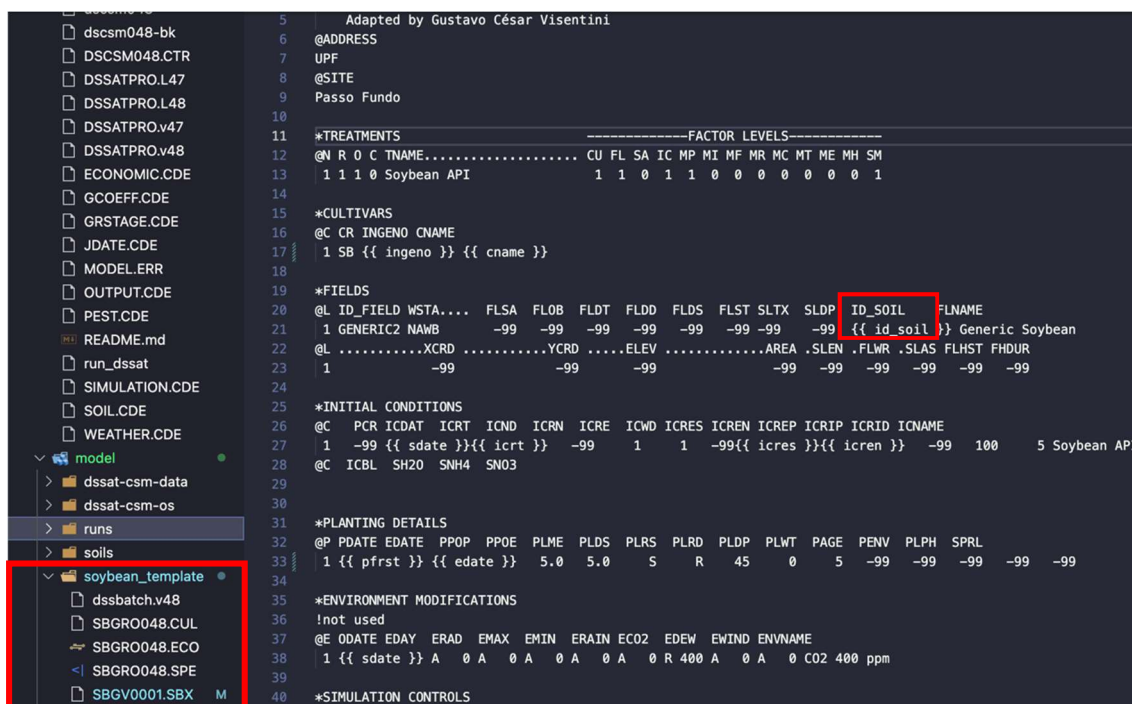 dscsm048-bk
DSCSM048.CTR
DSSATPRO.L47
DSSATPRO.L48
DSSATPRO.v47
DSSATPRO.v48
ECONOMIC.CDE
GCOEFF.CDE
GRSTAGE.CDE
JDATE.CDE
MODEL.ERR
OUTPUT.CDE
PEST.CDE
README.md
run_dssat
SIMULATION.CDE
SOIL.CDE
WEATHER.CDE
model
dssat-csm-data
dssat-csm-os
runs
soils
soybean_template
dssbatch.v48
SBGRO048.CUL
SBGRO048.ECO
SBGRO048.SPE
SBGV0001.SBX M
5 Adapted by Gustavo César Visentini
6 @ADDRESS
7 UPF
8 @SITE
9 Passo Fundo
10
11 *TREATMENTS -------------FACTOR LEVELS------------
12 @N R O C TNAME.................... CU FL SA IC MP MI MF MR MC MT ME MH SM
13 1 1 1 0 Soybean API 1 1 0 1 1 0 0 0 0 0 0 0 1
14
15 *CULTIVARS
16 @C CR INGENO CNAME
17 1 SB {{ ingeno }} {{ cname }}
18
19 *FIELDS
20 @L ID_FIELD WSTA.... FLSA FLOB FLDT FLDD FLDS FLST SLTX SLDP ID_SOIL FLNAME
21 1 GENERIC2 NAWB -99 -99 -99 -99 -99 -99 -99 -99 {{ id_soil }} Generic Soybean
22 @L ...........XCRD ...........YCRD .....ELEV .............AREA .SLEN .FLWR .SLAS FLHST FHDUR
23 1 -99 -99 -99 -99 -99 -99 -99 -99 -99
24
25 *INITIAL CONDITIONS
26 @C PCR ICDAT ICRT ICND ICRN ICRE ICWD ICRES ICREN ICREP ICRIP ICRID ICNAME
27 1 -99 {{ sdate }}{{ icrt }} -99 1 1 -99{{ icres }}{{ icren }} -99 100 5 Soybean AP
28 @C ICBL SH2O SNH4 SNO3
29
30
31 *PLANTING DETAILS
32 @P PDATE EDATE PPOP PPOE PLME PLDS PLRS PLRD PLDP PLWT PAGE PENV PLPH SPRL
33 1 {{ pfrst }} {{ edate }} 5.0 5.0 S R 45 0 5 -99 -99 -99 -99 -99
34
35 *ENVIRONMENT MODIFICATIONS
36 !not used
37 @E ODATE EDAY ERAD EMAX EMIN ERAIN ECO2 EDEW EWIND ENVNAME
38 1 {{ sdate }} A 0 A 0 A 0 A 0 A 0 R 400 A 0 A 0 CO2 400 ppm
39
40 *SIMULATION CONTROLS